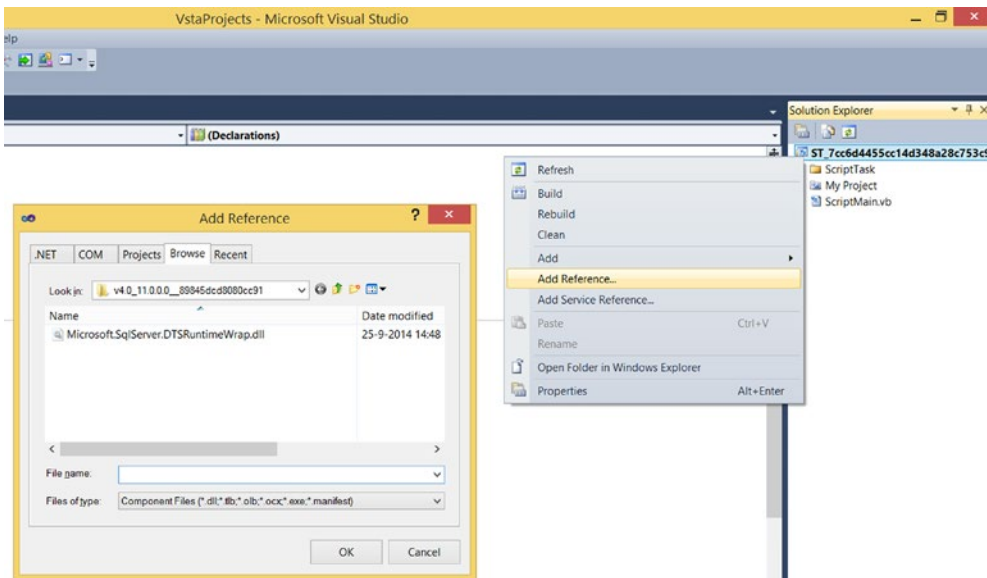 VstaProjects - Microsoft Visual Studio
elp
(Declarations)
Solution Explorer
ST_7cc6d4455cc14d348a28c753c9
ScriptTask
My Project
ScriptMain.vb
Refresh
Build
Rebuild
Clean
Add
Add Reference...
Add Service Reference...
Paste Ctrl+V
Rename
Open Folder in Windows Explorer
Properties Alt+Enter
Add Reference
.NET COM Projects Browse Recent
Look in: v4.0_11.0.0.0__89845dcd8080cc91
Name Date modified
Microsoft.SqlServer.DTSRuntimeWrap.dll 25-9-2014 14:48
File name:
Files of type: Component Files (*.dll;*.tlb;*.olb;*.ocx;*.exe;*.manifest)
OK Cancel